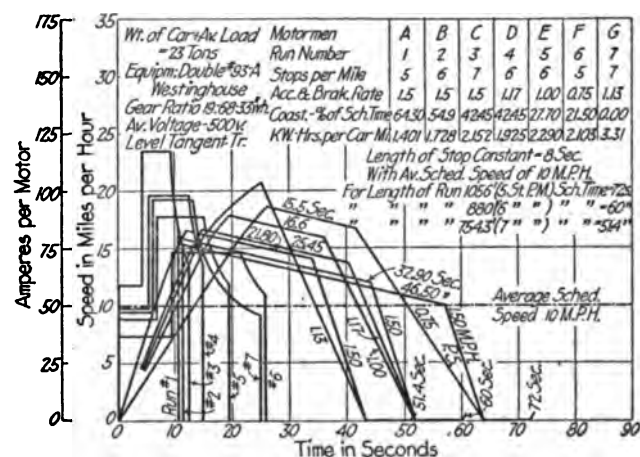 Wt. of Car+Av. Load
=23 Tons
Equipm: Double #93-A
Westinghouse
Gear Ratio 19:68-33"Wh.
Av. Voltage-500v.
Level Tangent Tr.
Motormen A B C D E F G
Run Number 1 2 3 4 5 6 7
Stops per Mile 5 6 7 6 6 5 7
Acc.& Brak. Rate 1.5 1.5 1.5 1.17 1.00 0.75 1.13
Coast.-% of Sch.Time 64.30 54.9 42.45 42.45 27.70 21.50 0.00
KW.-Hrs. per Car Mi. 1.401 1.728 2.152 1.925 2.290 2.103 3.31
Length of Stop Constant=8 Sec.
With Av. Sched. Speed of 10 M.P.H.
For Length of Run 1056'(5 St. P.M.) Sch. Time=72s.
" " " 880'(6 " " ) " " =60"
" " " 754.3'(7 " " ) " " =51.4"
15.5 Sec.
16.6
21.80
25.45
32.90 Sec.
46.50 "
Average Sched.
Speed 10 M.P.H.
1.13
1.50
1.17
1.00
1.50
0.75
1.50 M.P.H.
51.4 Sec.
60 Sec.
72 Sec.
Run #1
#2
#3
#4
#5
#7
#6
175
150
125
100
75
50
25
0
Amperes per Motor
35
30
25
20
15
10
5
0
Speed in Miles per Hour
0 10 20 30 40 50 60 70 80 90
Time in Seconds